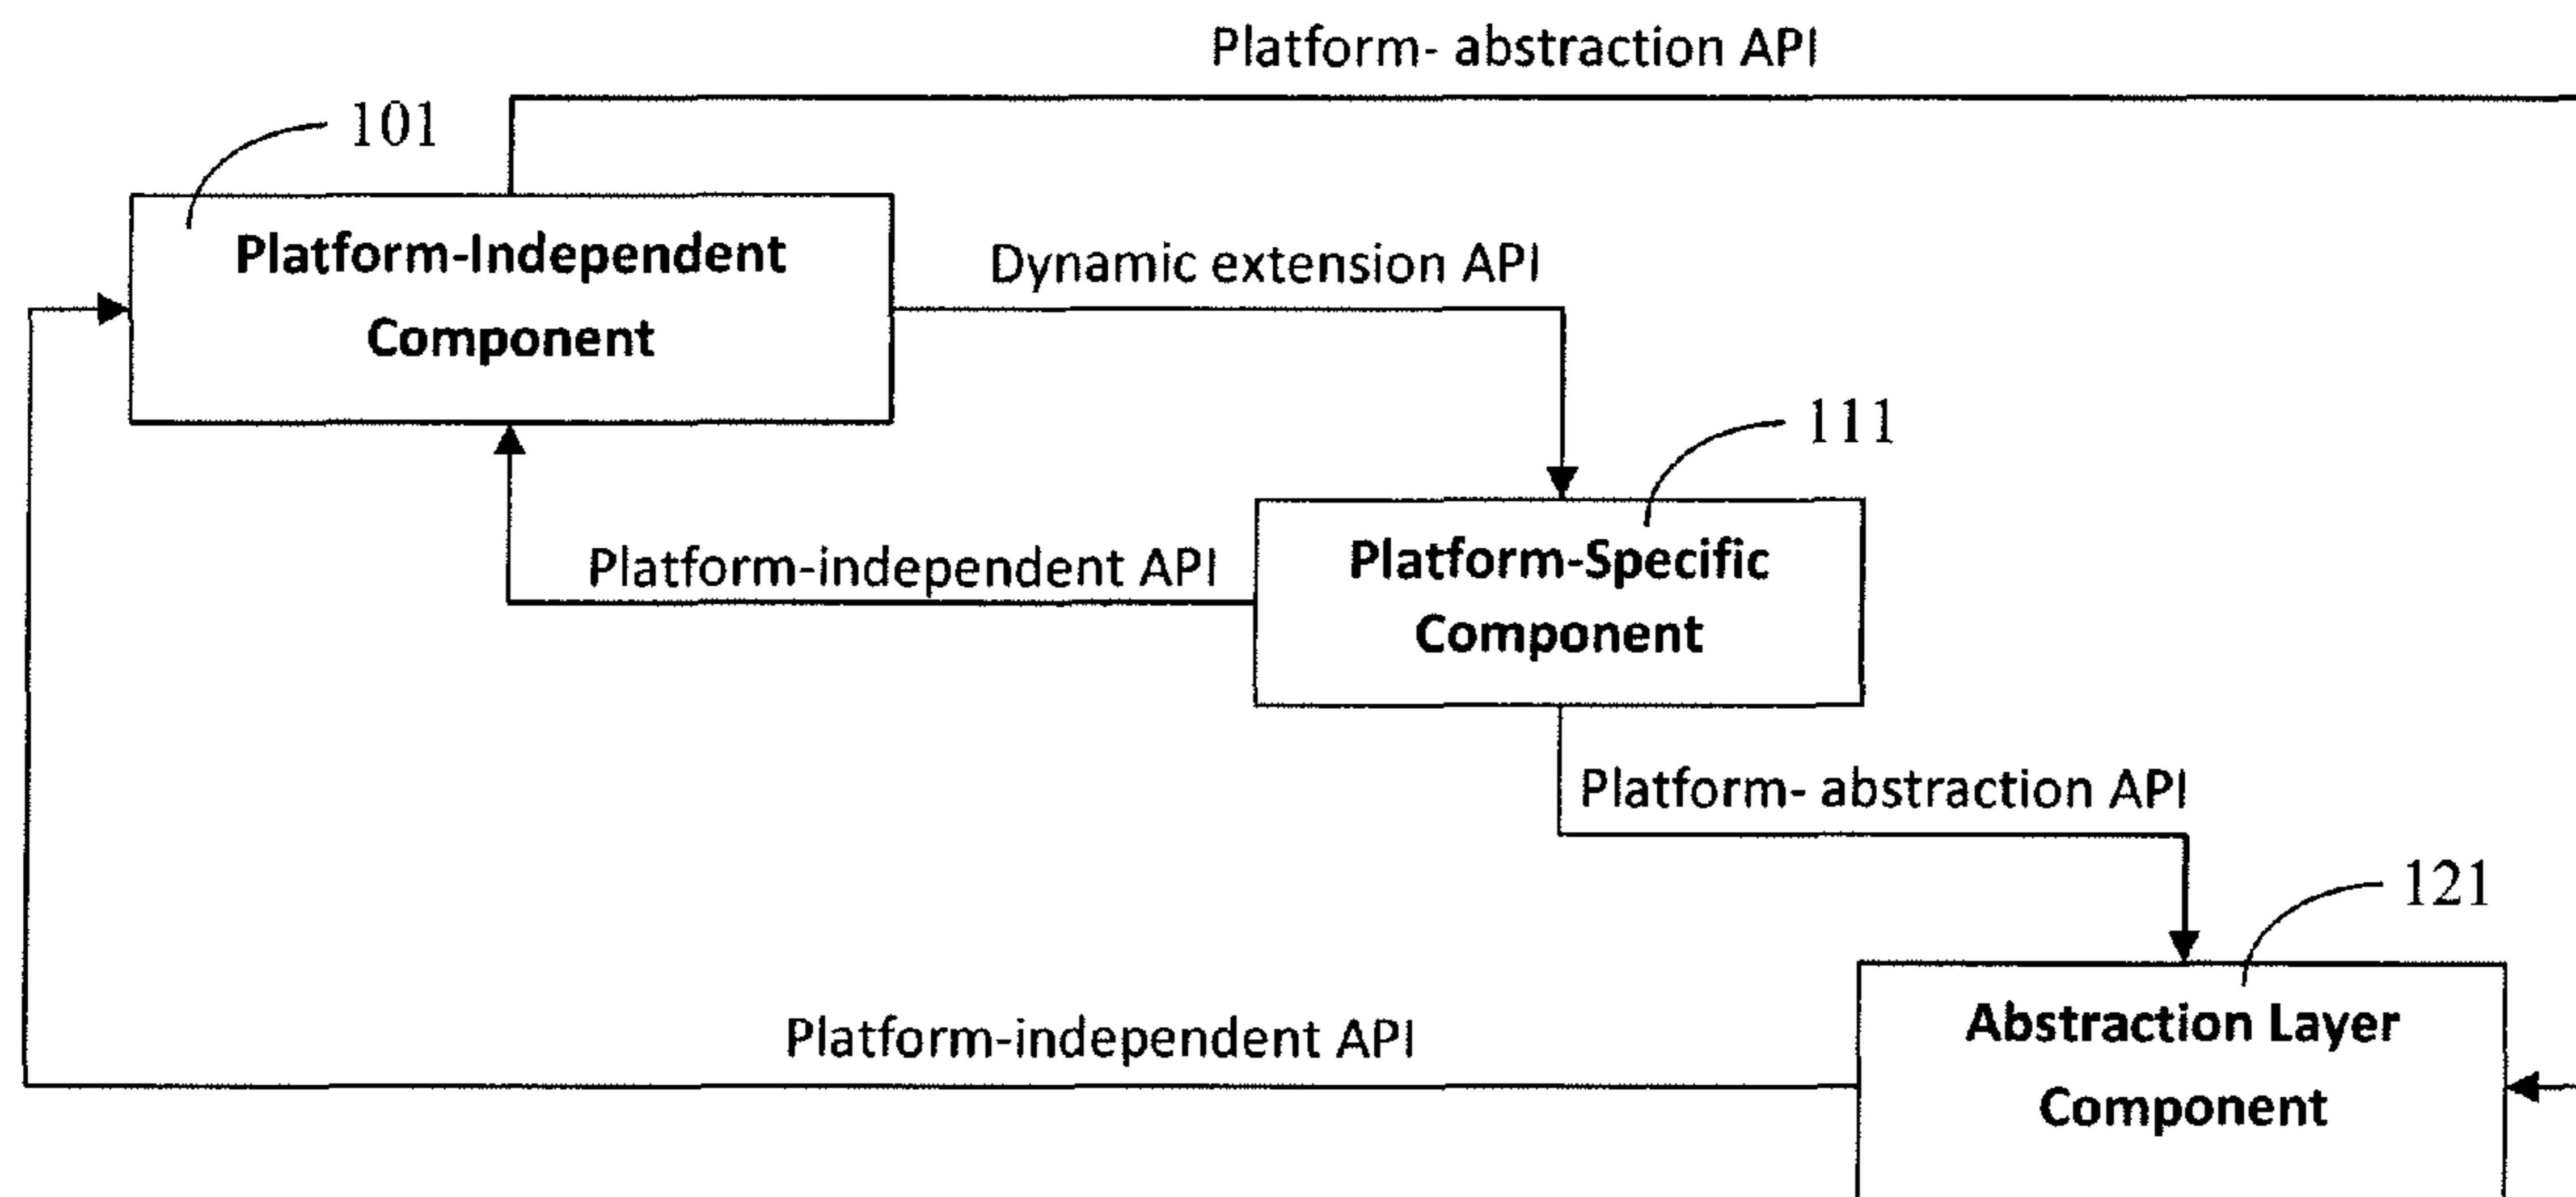 Platform- abstraction API
101
Platform-Independent
Component
Dynamic extension API
111
Platform-independent API
Platform-Specific
Component
Platform- abstraction API
121
Platform-independent API
Abstraction Layer
Component